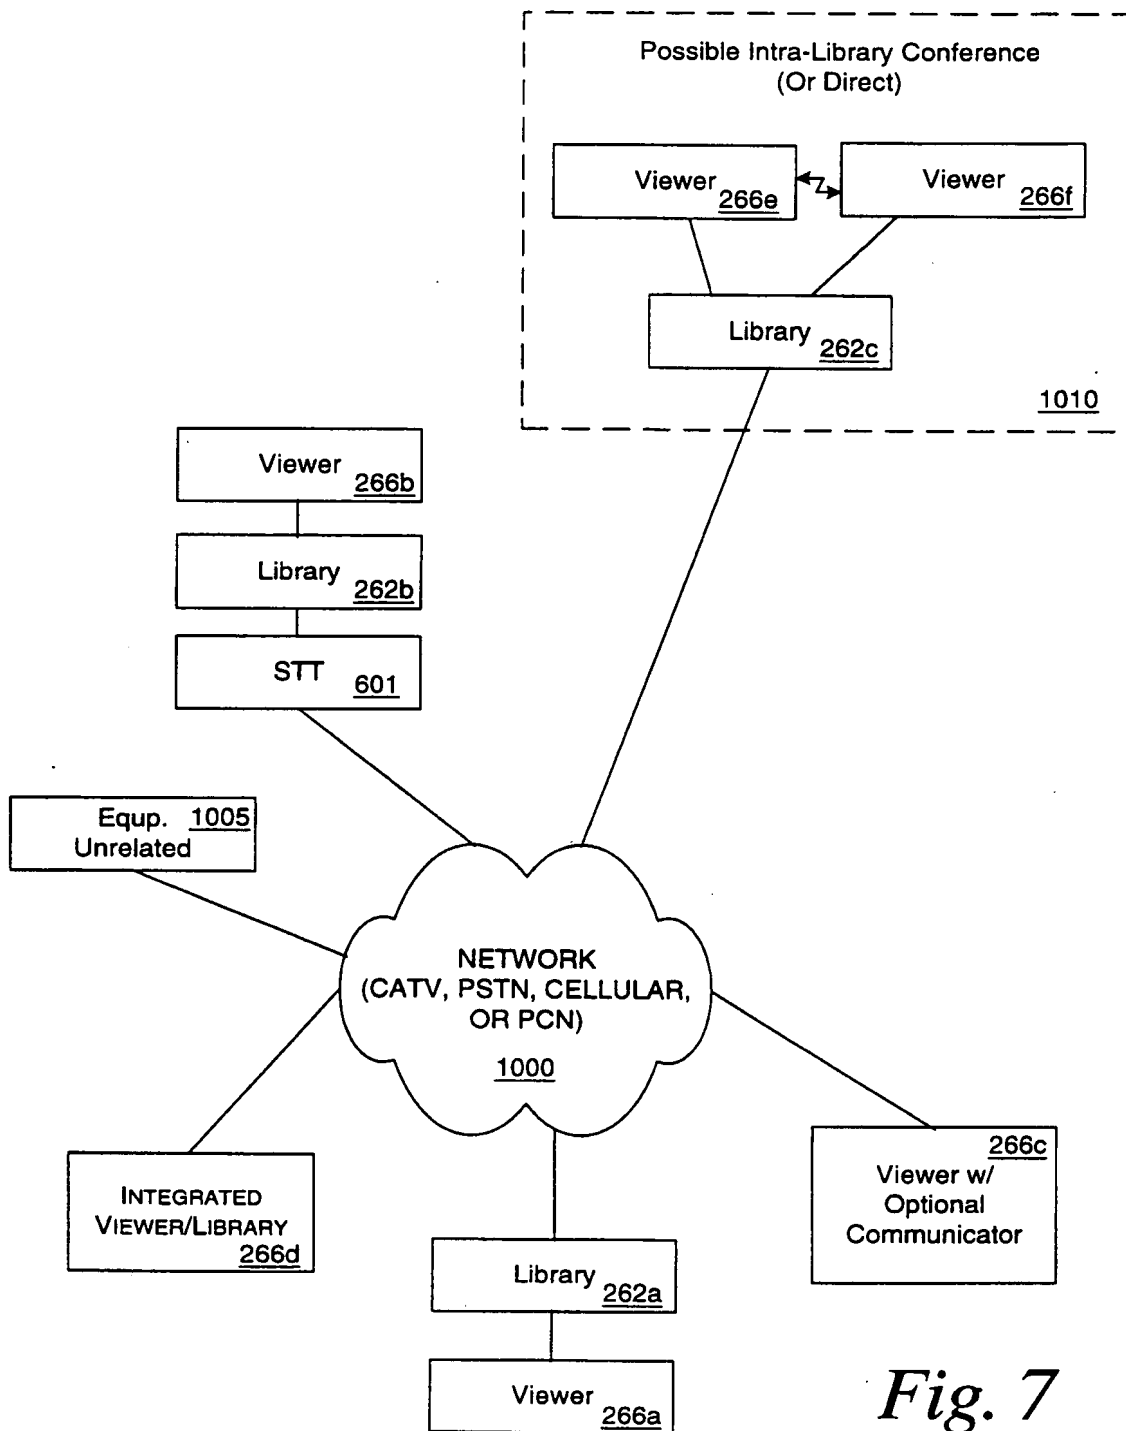 Possible Intra-Library Conference
(Or Direct)
Viewer 266e
Viewer 266f
Library 262c
1010
Viewer 266b
Library 262b
STT 601
Equp. 1005
Unrelated
NETWORK
(CATV, PSTN, CELLULAR,
OR PCN)
1000
266c
Viewer w/
Optional
Communicator
INTEGRATED
VIEWER/LIBRARY
266d
Library 262a
Viewer 266a
Fig. 7